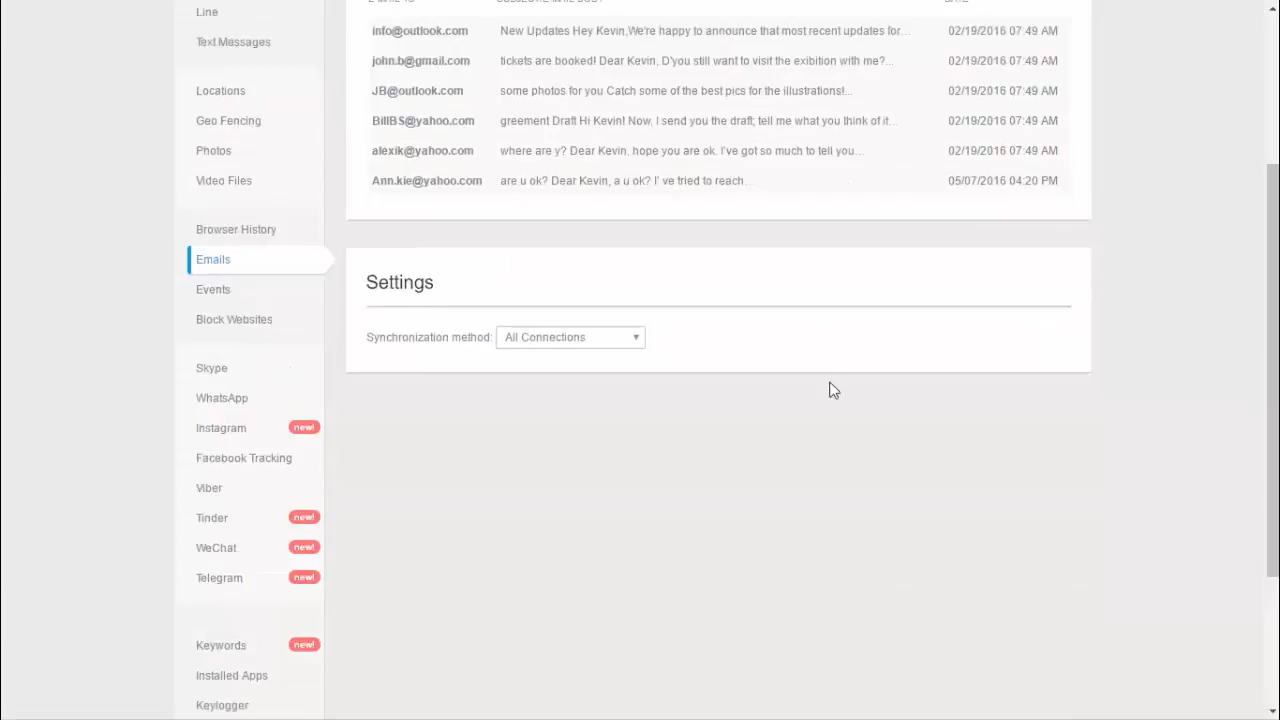 Line
Text Messages
Locations
Geo Fencing
Photos
Video Files
Browser History
Emails
Events
Block Websites
Skype
WhatsApp
Instagram new!
Facebook Tracking
Viber
Tinder new!
WeChat new!
Telegram new!
Keywords new!
Installed Apps
Keylogger
info@outlook.com New Updates Hey Kevin,We're happy to announce that most recent updates for... 02/19/2016 07:49 AM
john.b@gmail.com tickets are booked! Dear Kevin, D'you still want to visit the exibition with me?... 02/19/2016 07:49 AM
JB@outlook.com some photos for you Catch some of the best pics for the illustrations!... 02/19/2016 07:49 AM
BillBS@yahoo.com greement Draft Hi Kevin! Now, I send you the draft; tell me what you think of it... 02/19/2016 07:49 AM
alexik@yahoo.com where are y? Dear Kevin, hope you are ok. I've got so much to tell you... 02/19/2016 07:49 AM
Ann.kie@yahoo.com are u ok? Dear Kevin, a u ok? I' ve tried to reach... 05/07/2016 04:20 PM
Settings
Synchronization method: All Connections